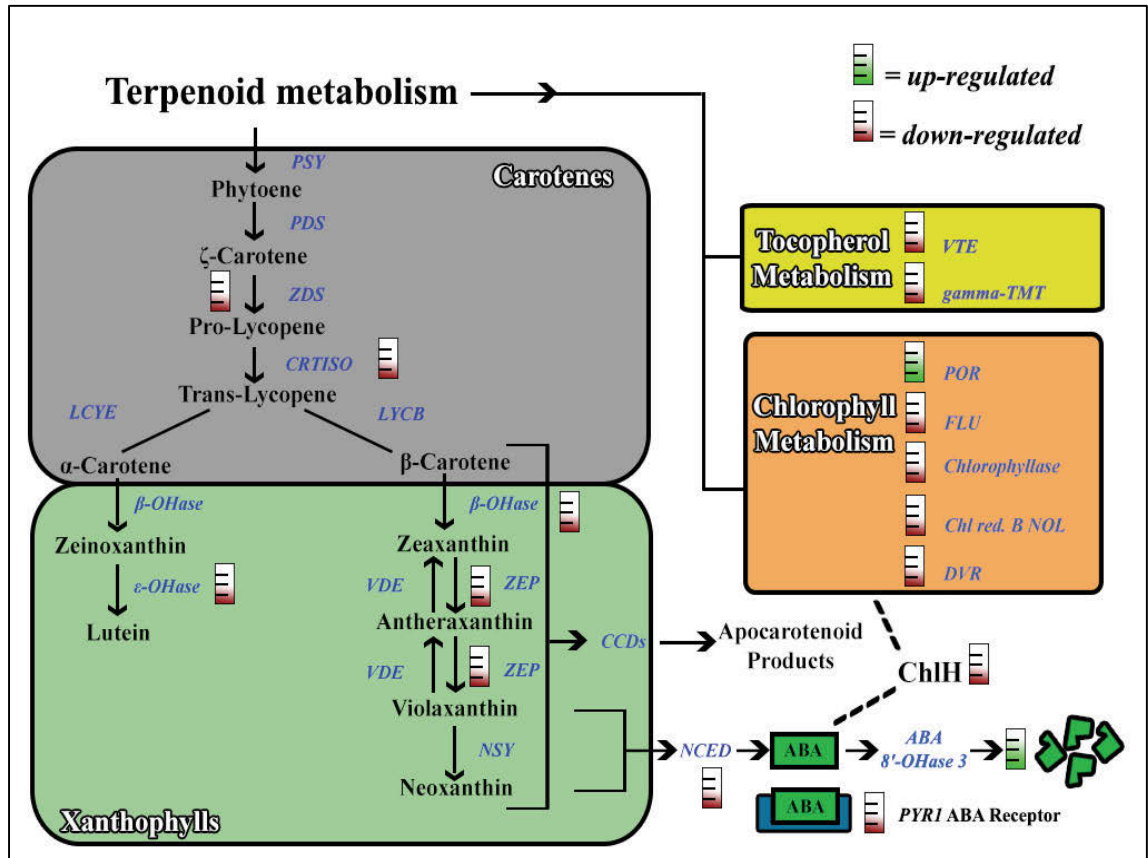 Terpenoid metabolism
= up-regulated
= down-regulated
Carotenes
PSY
Phytoene
PDS
ζ-Carotene
ZDS
Pro-Lycopene
CRTISO
Trans-Lycopene
LCYE
LYCB
α-Carotene
β-Carotene
Tocopherol
Metabolism
VTE
gamma-TMT
Chlorophyll
Metabolism
POR
FLU
Chlorophyllase
Chl red. B NOL
DVR
β-OHase
Zeinoxanthin
ε-OHase
Lutein
β-OHase
Zeaxanthin
VDE
ZEP
Antheraxanthin
VDE
ZEP
Violaxanthin
NSY
Neoxanthin
Xanthophylls
CCDs
Apocarotenoid
Products
ChlH
NCED
ABA
ABA
8'-OHase 3
ABA
PYR1 ABA Receptor